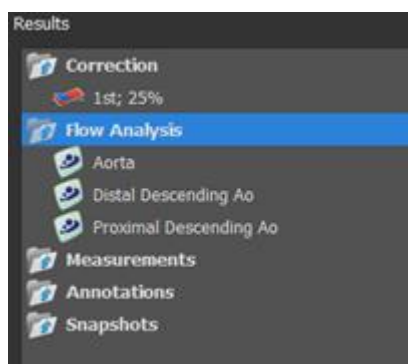 Results
Correction
1st; 25%
Flow Analysis
Aorta
Distal Descending Ao
Proximal Descending Ao
Measurements
Annotations
Snapshots